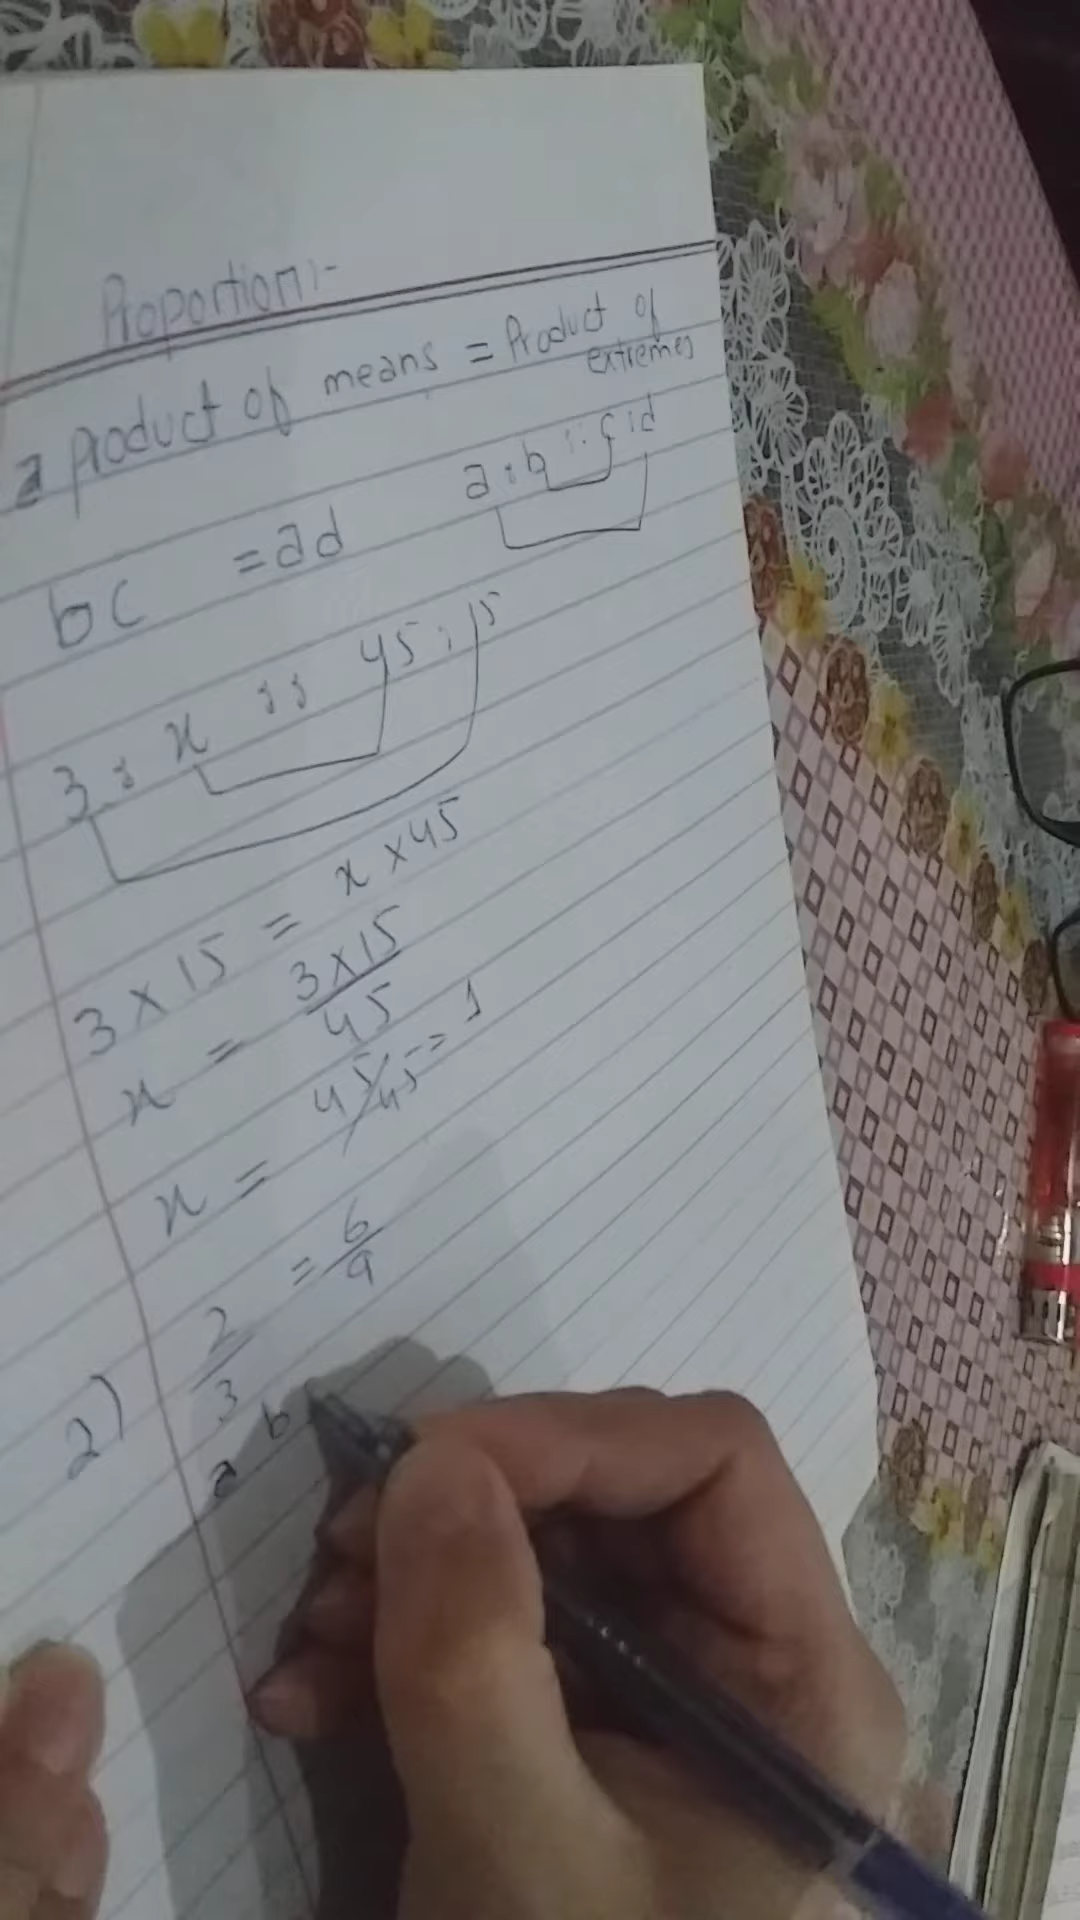 Proportion:-
a product of means = Product of
extremes
a:b :: c:d
bc = ad
3 : x :: 45 : 15
3 x 15 = x x 45
x = 3 x 15 / 45
x = 45/45 = 1
2) 2/3 = 6/9
a b